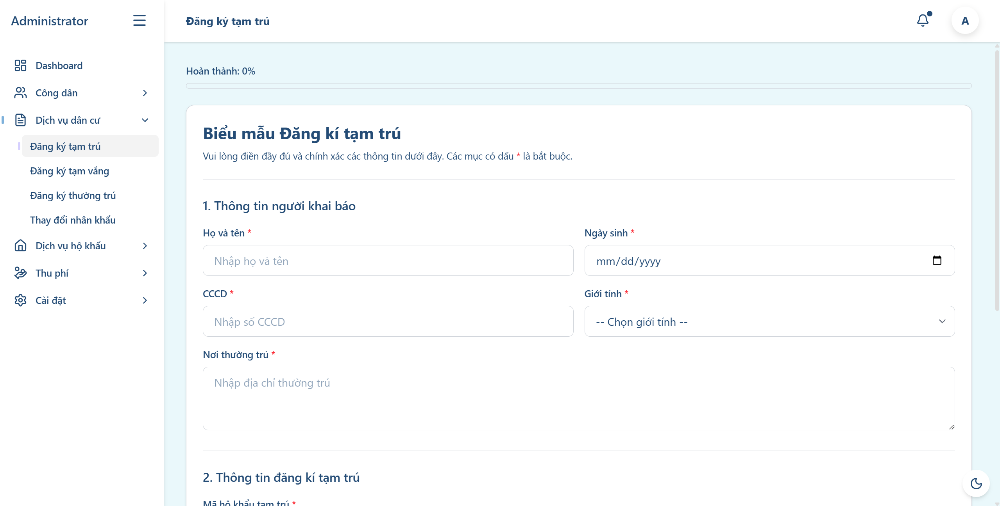 Administrator
Dashboard
Công dân
Dịch vụ dân cư
Đăng ký tạm trú
Đăng ký tạm vắng
Đăng ký thường trú
Thay đổi nhân khẩu
Dịch vụ hộ khẩu
Thu phí
Cài đặt
Đăng ký tạm trú
A
Hoàn thành: 0%
Biểu mẫu Đăng kí tạm trú
Vui lòng điền đầy đủ và chính xác các thông tin dưới đây. Các mục có dấu * là bắt buộc.
1. Thông tin người khai báo
Họ và tên *
Nhập họ và tên
Ngày sinh *
mm/dd/yyyy
CCCD *
Nhập số CCCD
Giới tính *
-- Chọn giới tính --
Nơi thường trú *
Nhập địa chỉ thường trú
2. Thông tin đăng kí tạm trú
Mã hộ khẩu tạm trú *